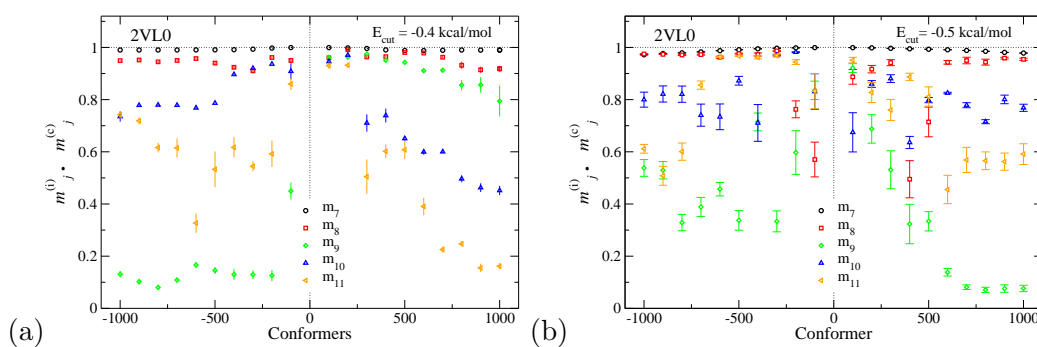 2VL0
E_cut = -0.4 kcal/mol
m_j^(i) • m_j^(c)
1
0.8
0.6
0.4
0.2
0
m_7
m_8
m_9
m_10
m_11
-1000
-500
0
500
1000
Conformers
(a)
2VL0
E_cut = -0.5 kcal/mol
m_j^(i) • m_j^(c)
1
0.8
0.6
0.4
0.2
0
m_7
m_8
m_9
m_10
m_11
-1000
-500
0
500
1000
Conformer
(b)